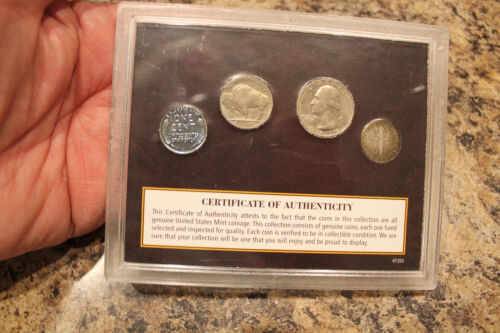 ONE
CENT
CERTIFICATE OF AUTHENTICITY
This Certificate of Authenticity attests to the fact that the coins in this collection are all
genuine United States Mint coinage. This collection consists of genuine coins, each one hand
selected and inspected for quality. Each coin is verified to be in collectible condition. We are
sure that your collection will be one that you will enjoy and be proud to display.